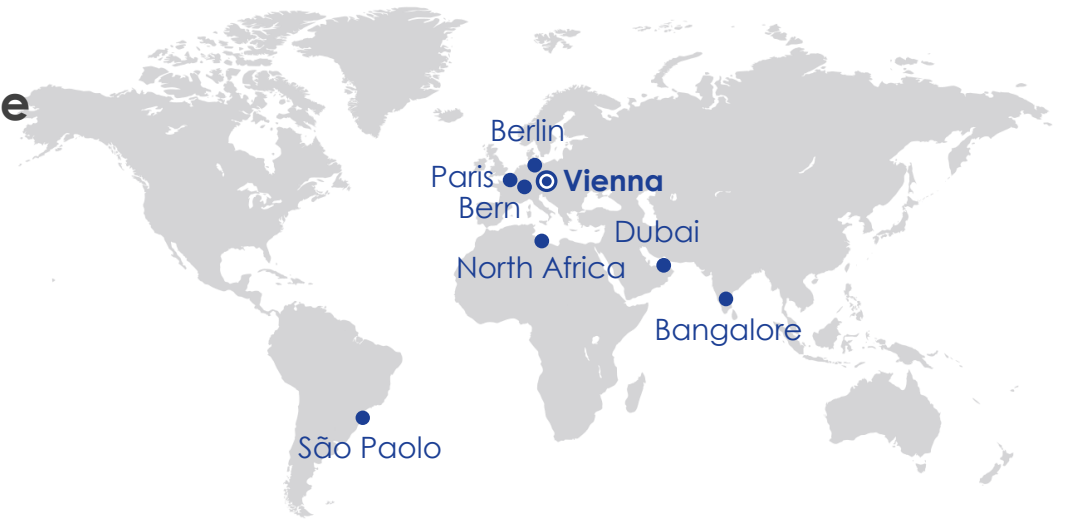 e
Berlin
Paris
Vienna
Bern
Dubai
North Africa
Bangalore
São Paolo